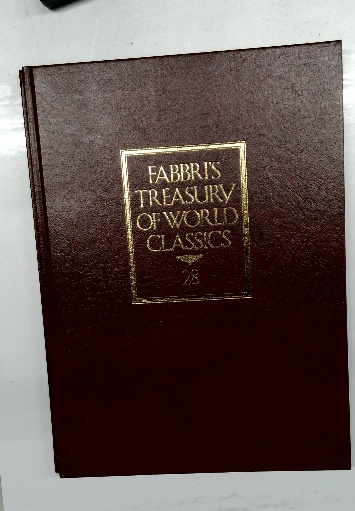 FABBRI'S
TREASURY
OF WORLD
CLASSICS
28